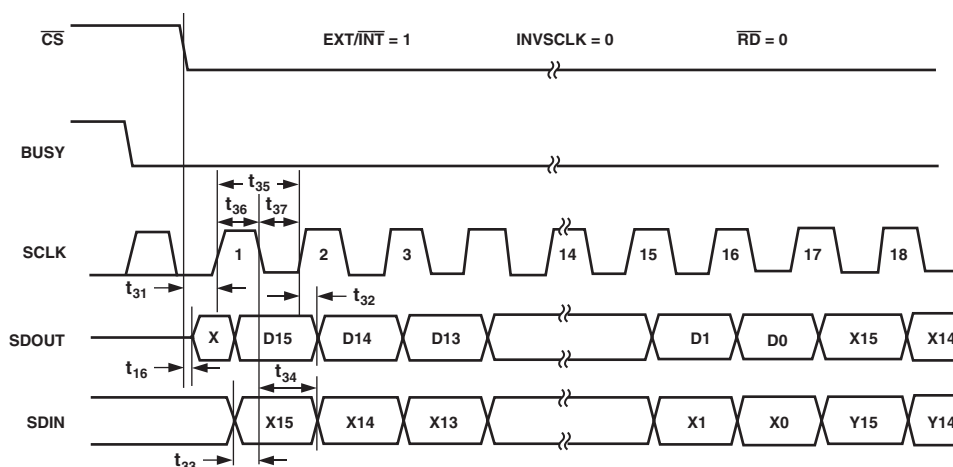 CS EXT/INT = 1 INVSCLK = 0 RD = 0
BUSY
t35
t36 t37
SCLK 1 2 3 14 15 16 17 18
t31 t32
SDOUT X D15 D14 D13 D1 D0 X15 X14
t16 t34
SDIN X15 X14 X13 X1 X0 Y15 Y14
t33